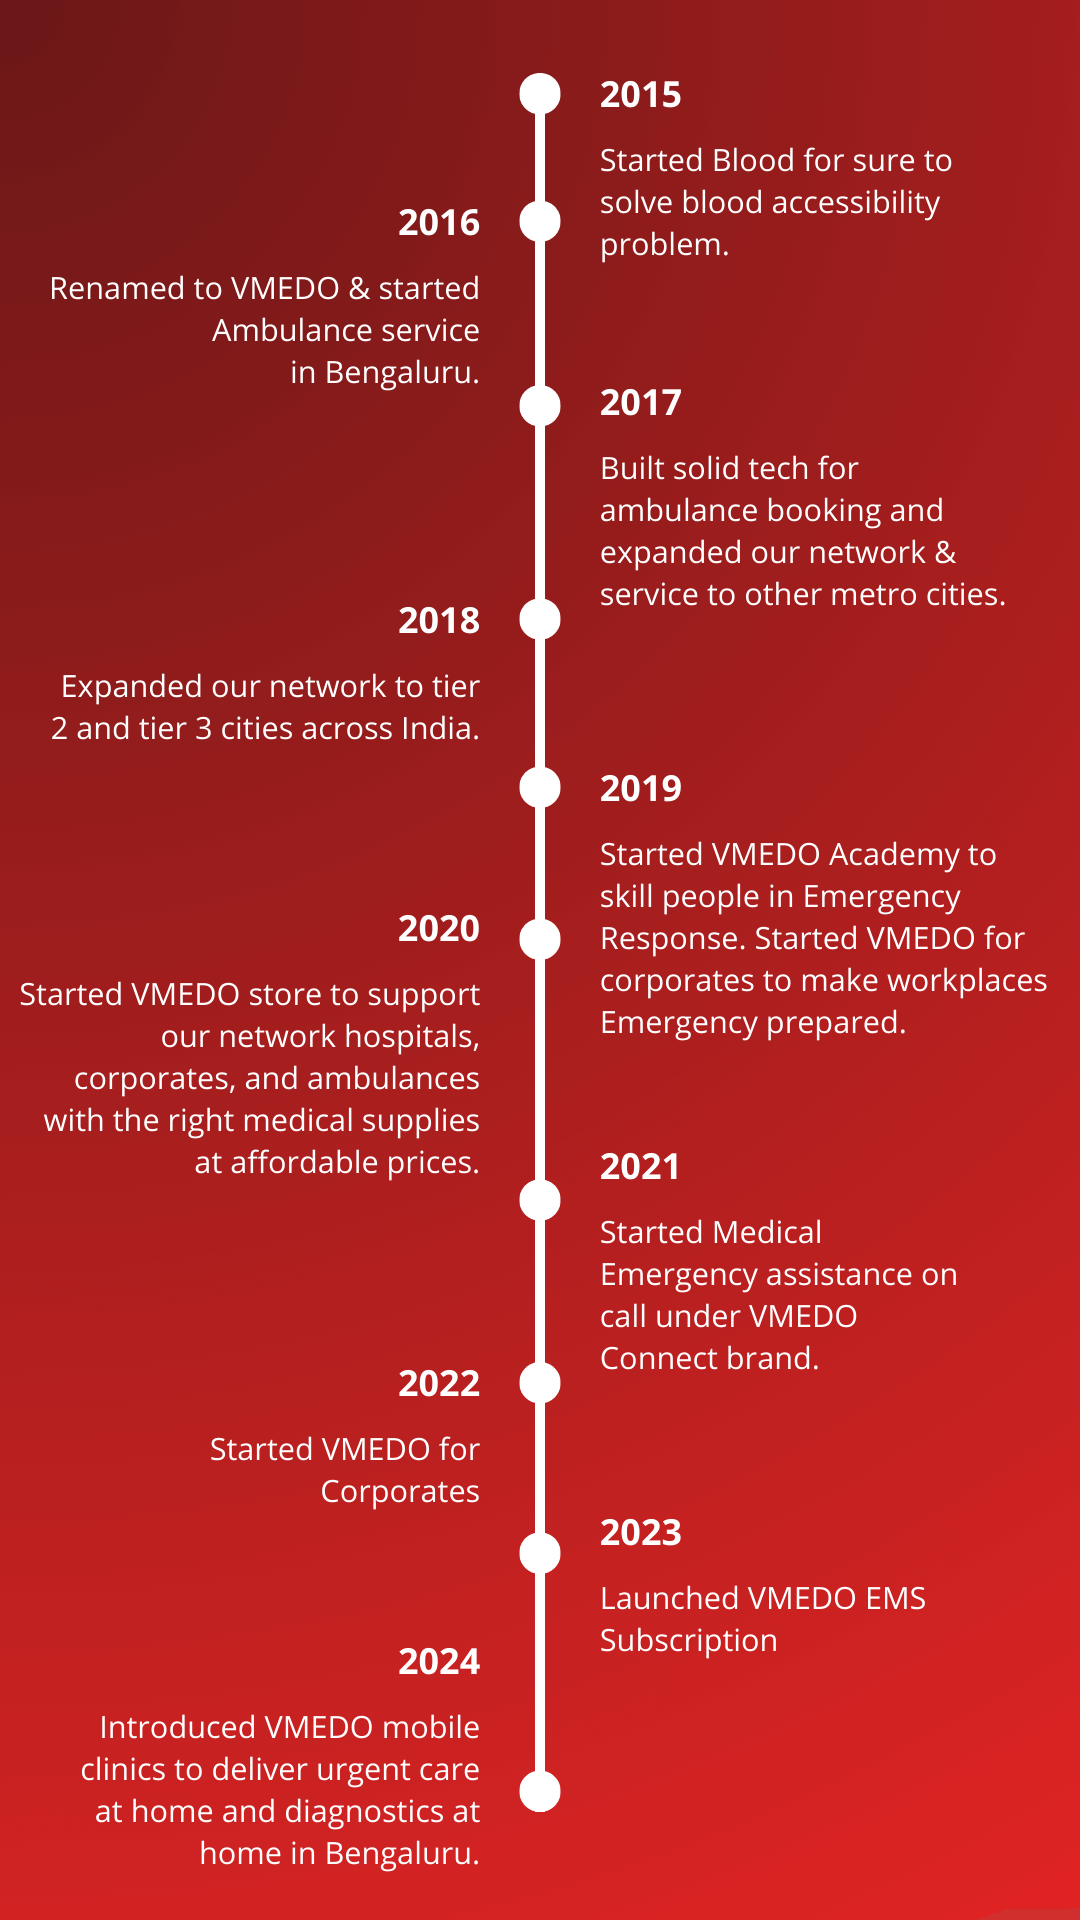 2015
Started Blood for sure to
solve blood accessibility
problem.
2016
Renamed to VMEDO & started
Ambulance service
in Bengaluru.
2017
Built solid tech for
ambulance booking and
expanded our network &
service to other metro cities.
2018
Expanded our network to tier
2 and tier 3 cities across India.
2019
Started VMEDO Academy to
skill people in Emergency
Response. Started VMEDO for
corporates to make workplaces
Emergency prepared.
2020
Started VMEDO store to support
our network hospitals,
corporates, and ambulances
with the right medical supplies
at affordable prices.
2021
Started Medical
Emergency assistance on
call under VMEDO
Connect brand.
2022
Started VMEDO for
Corporates
2023
Launched VMEDO EMS
Subscription
2024
Introduced VMEDO mobile
clinics to deliver urgent care
at home and diagnostics at
home in Bengaluru.